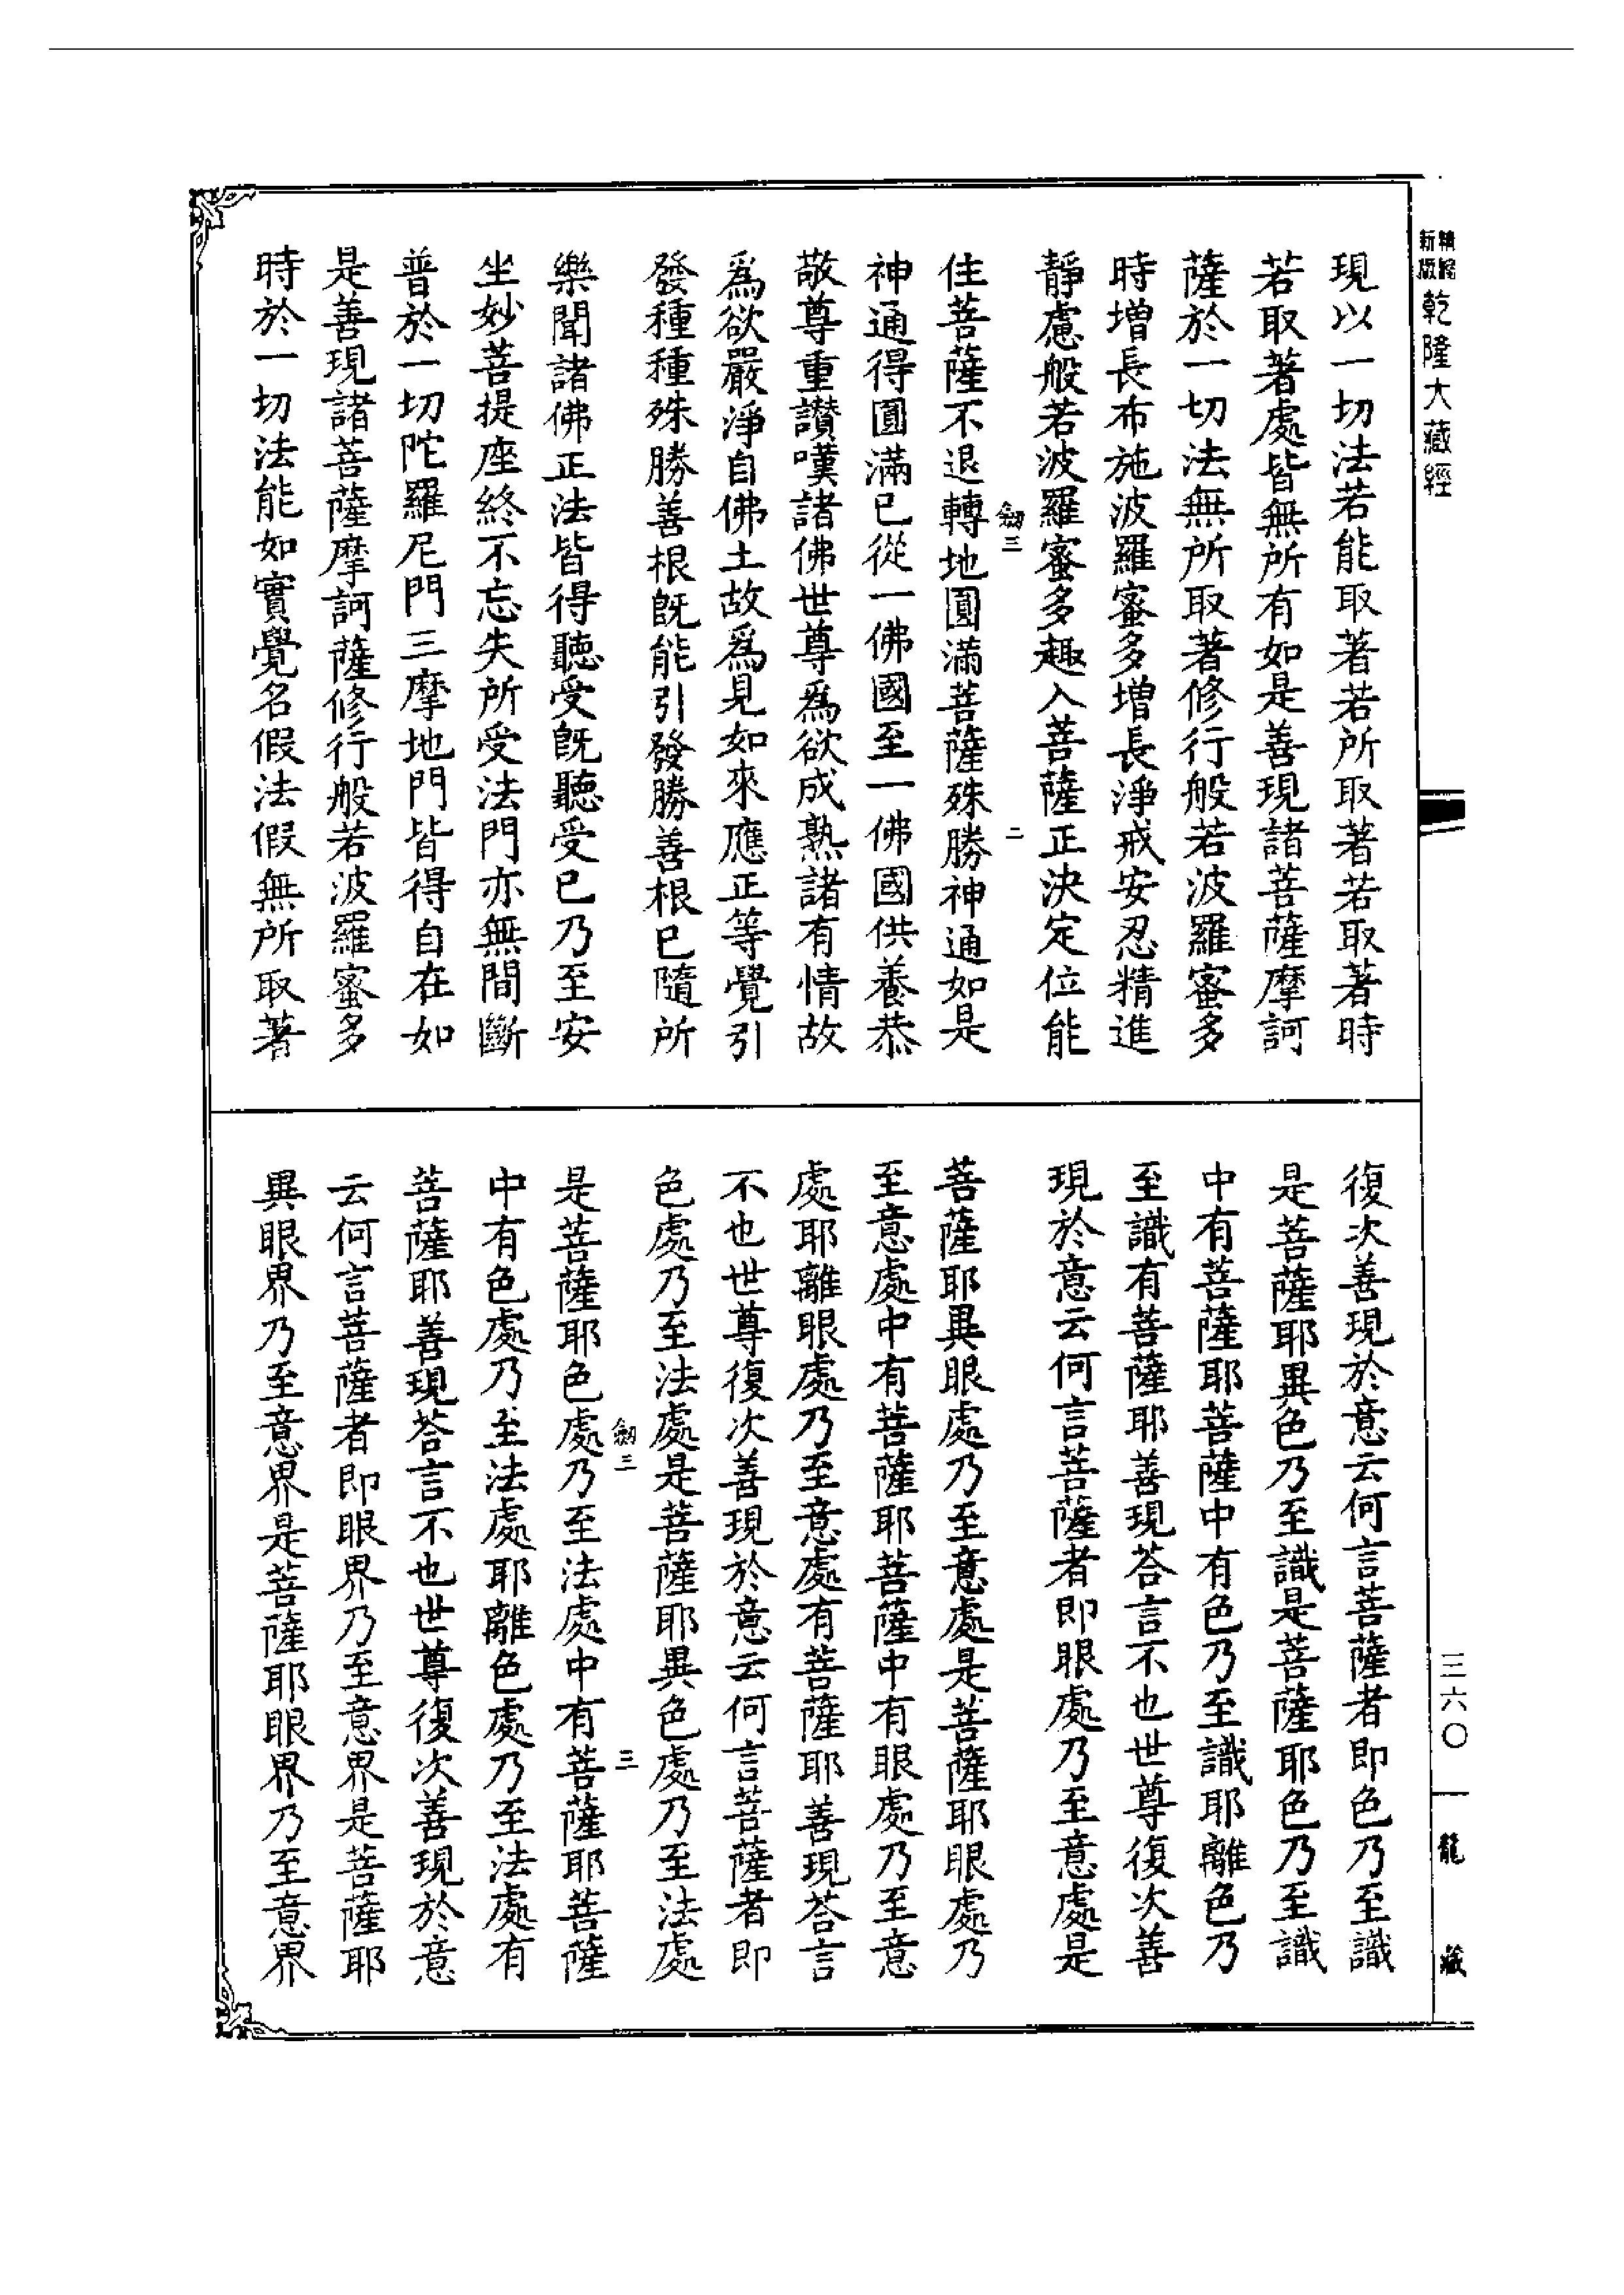 精縮
新版
乾隆大藏經
現以一切法若能取著若所取著若取著時
若取著處皆無所有如是善現諸菩薩摩訶
薩於一切法無所取著修行般若波羅蜜多
時增長布施波羅蜜多增長淨戒安忍精進
靜慮般若波羅蜜多趣入菩薩正決定位能
劒三
二
住菩薩不退轉地圓滿菩薩殊勝神通如是
神通得圓滿已從一佛國至一佛國供養恭
敬尊重讚嘆諸佛世尊爲欲成熟諸有情故
爲欲嚴淨自佛土故爲見如來應正等覺引
發種種殊勝善根旣能引發勝善根已隨所
樂聞諸佛正法皆得聽受旣聽受已乃至安
坐妙菩提座終不忘失所受法門亦無間斷
普於一切陀羅尼門三摩地門皆得自在如
是善現諸菩薩摩訶薩修行般若波羅蜜多
時於一切法能如實覺名假法假無所取著
復次善現於意云何言菩薩者即色乃至識
是菩薩耶異色乃至識是菩薩耶色乃至識
中有菩薩耶菩薩中有色乃至識耶離色乃
至識有菩薩耶善現荅言不也世尊復次善
現於意云何言菩薩者即眼處乃至意處是
菩薩耶異眼處乃至意處是菩薩耶眼處乃
至意處中有菩薩耶菩薩中有眼處乃至意
處耶離眼處乃至意處有菩薩耶善現荅言
不也世尊復次善現於意云何言菩薩者即
色處乃至法處是菩薩耶異色處乃至法處
劒三
三
是菩薩耶色處乃至法處中有菩薩耶菩薩
中有色處乃至法處耶離色處乃至法處有
菩薩耶善現荅言不也世尊復次善現於意
云何言菩薩者即眼界乃至意界是菩薩耶
異眼界乃至意界是菩薩耶眼界乃至意界
三六〇
龍藏